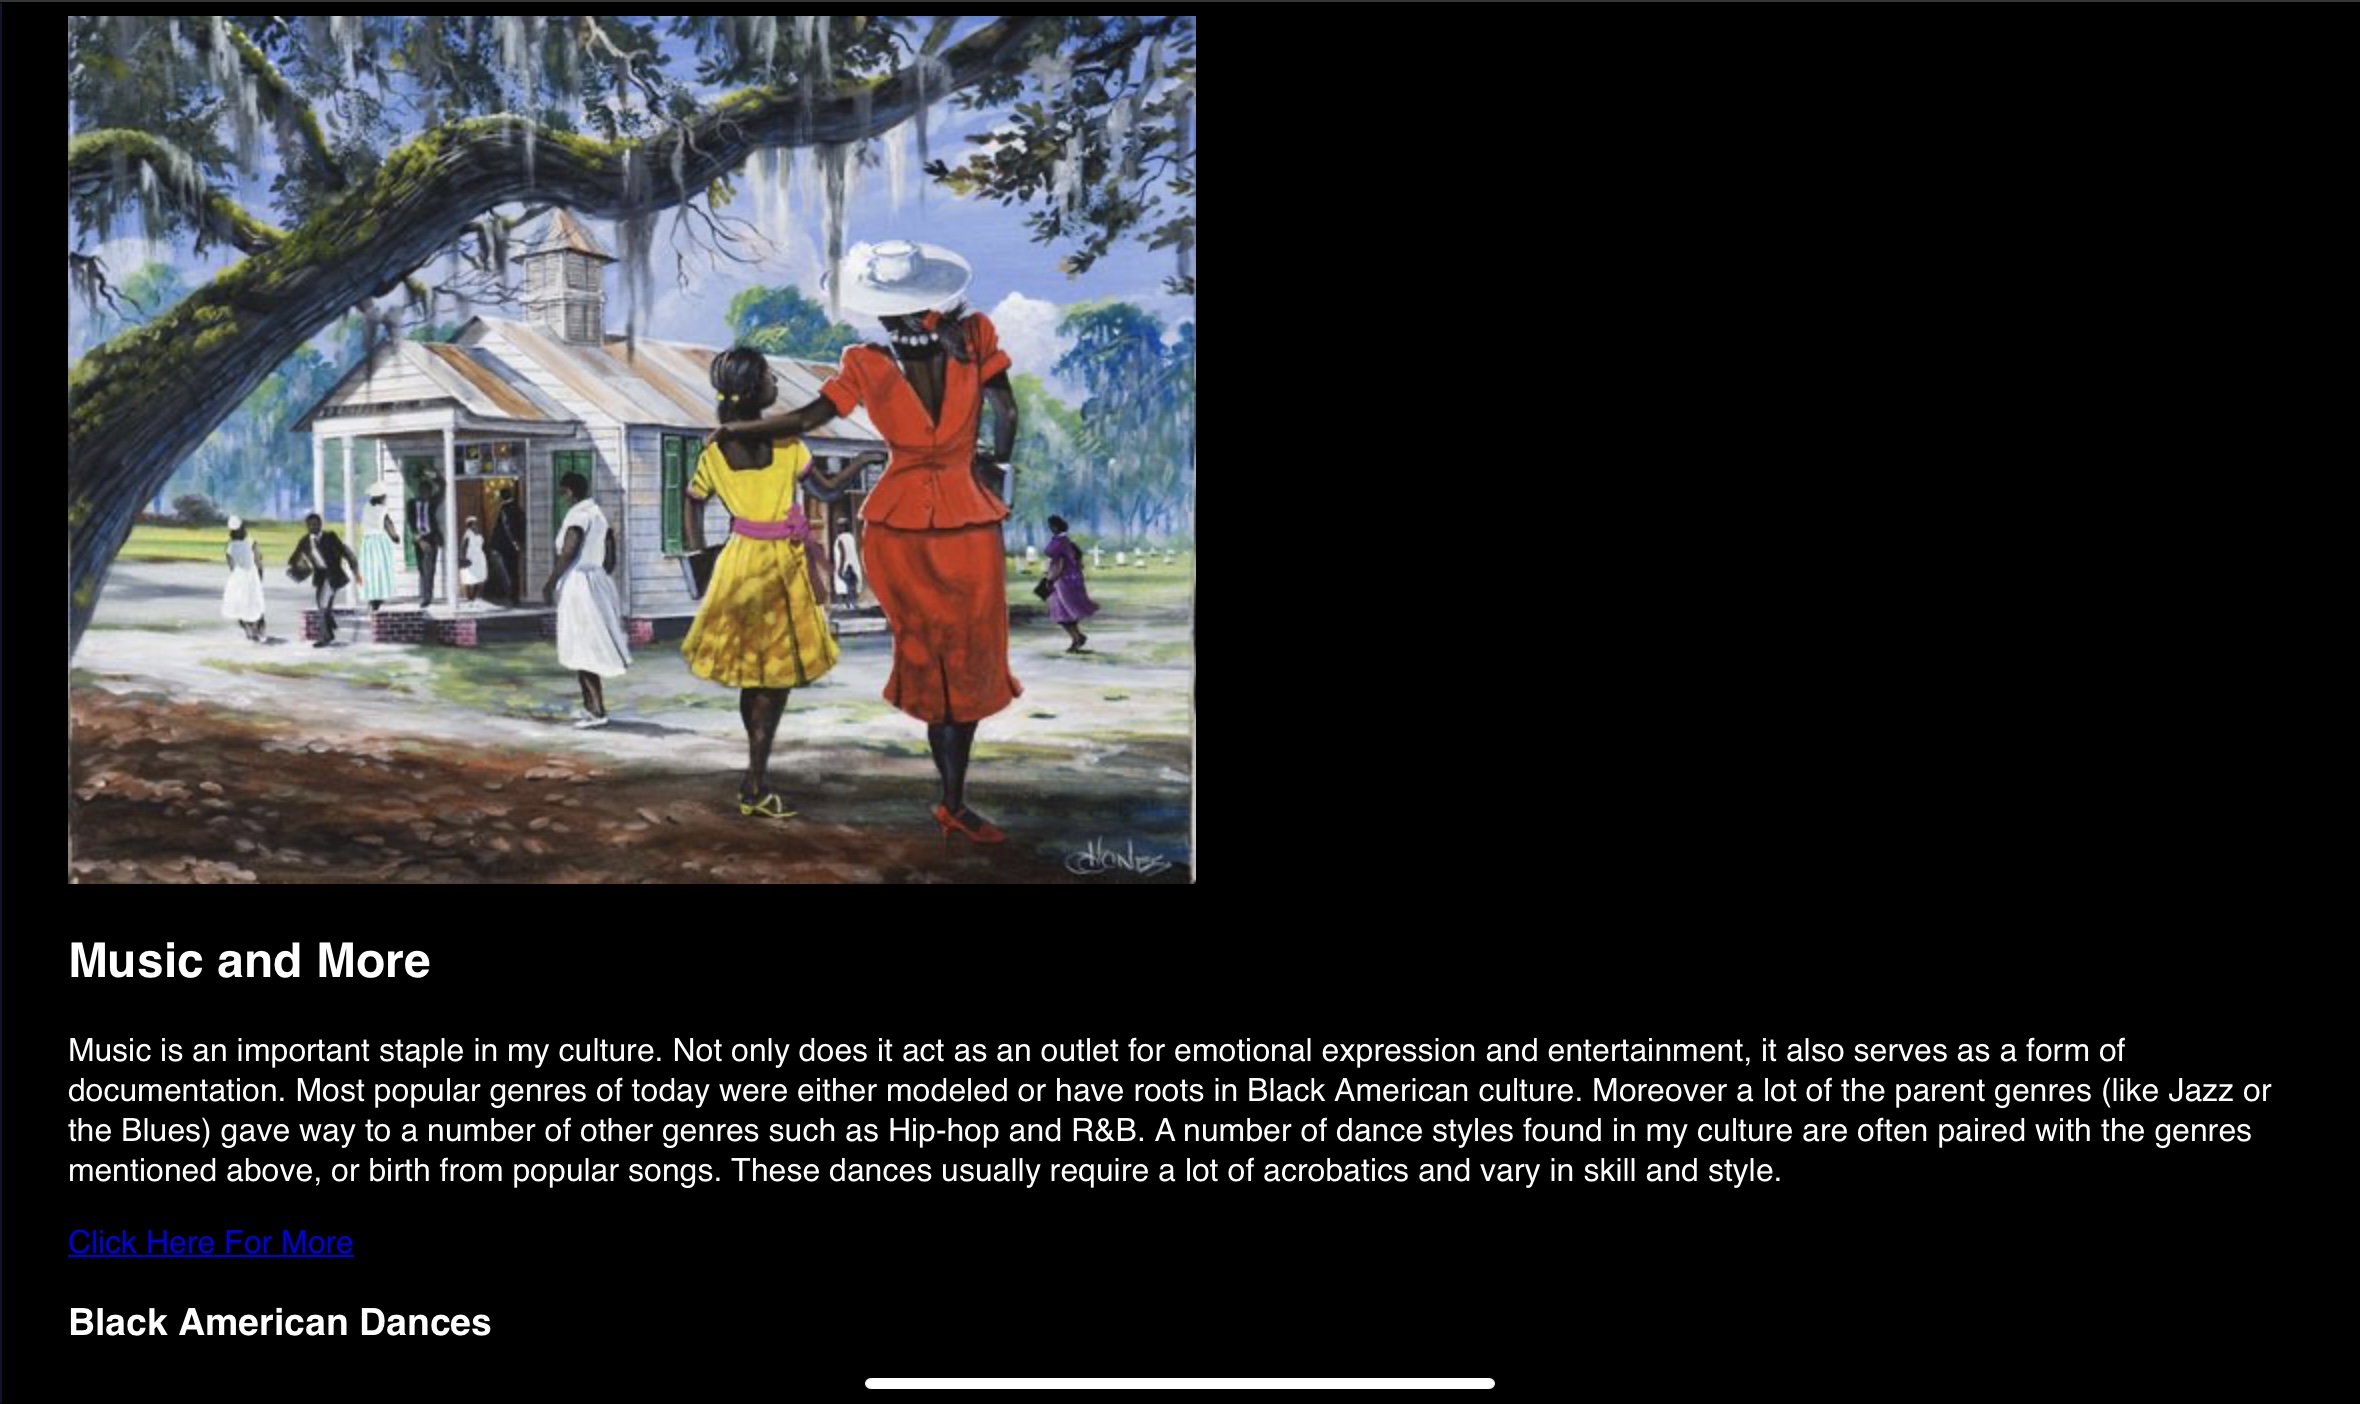 Music and More
Music is an important staple in my culture. Not only does it act as an outlet for emotional expression and entertainment, it also serves as a form of
documentation. Most popular genres of today were either modeled or have roots in Black American culture. Moreover a lot of the parent genres (like Jazz or
the Blues) gave way to a number of other genres such as Hip-hop and R&B. A number of dance styles found in my culture are often paired with the genres
mentioned above, or birth from popular songs. These dances usually require a lot of acrobatics and vary in skill and style.
Click Here For More
Black American Dances